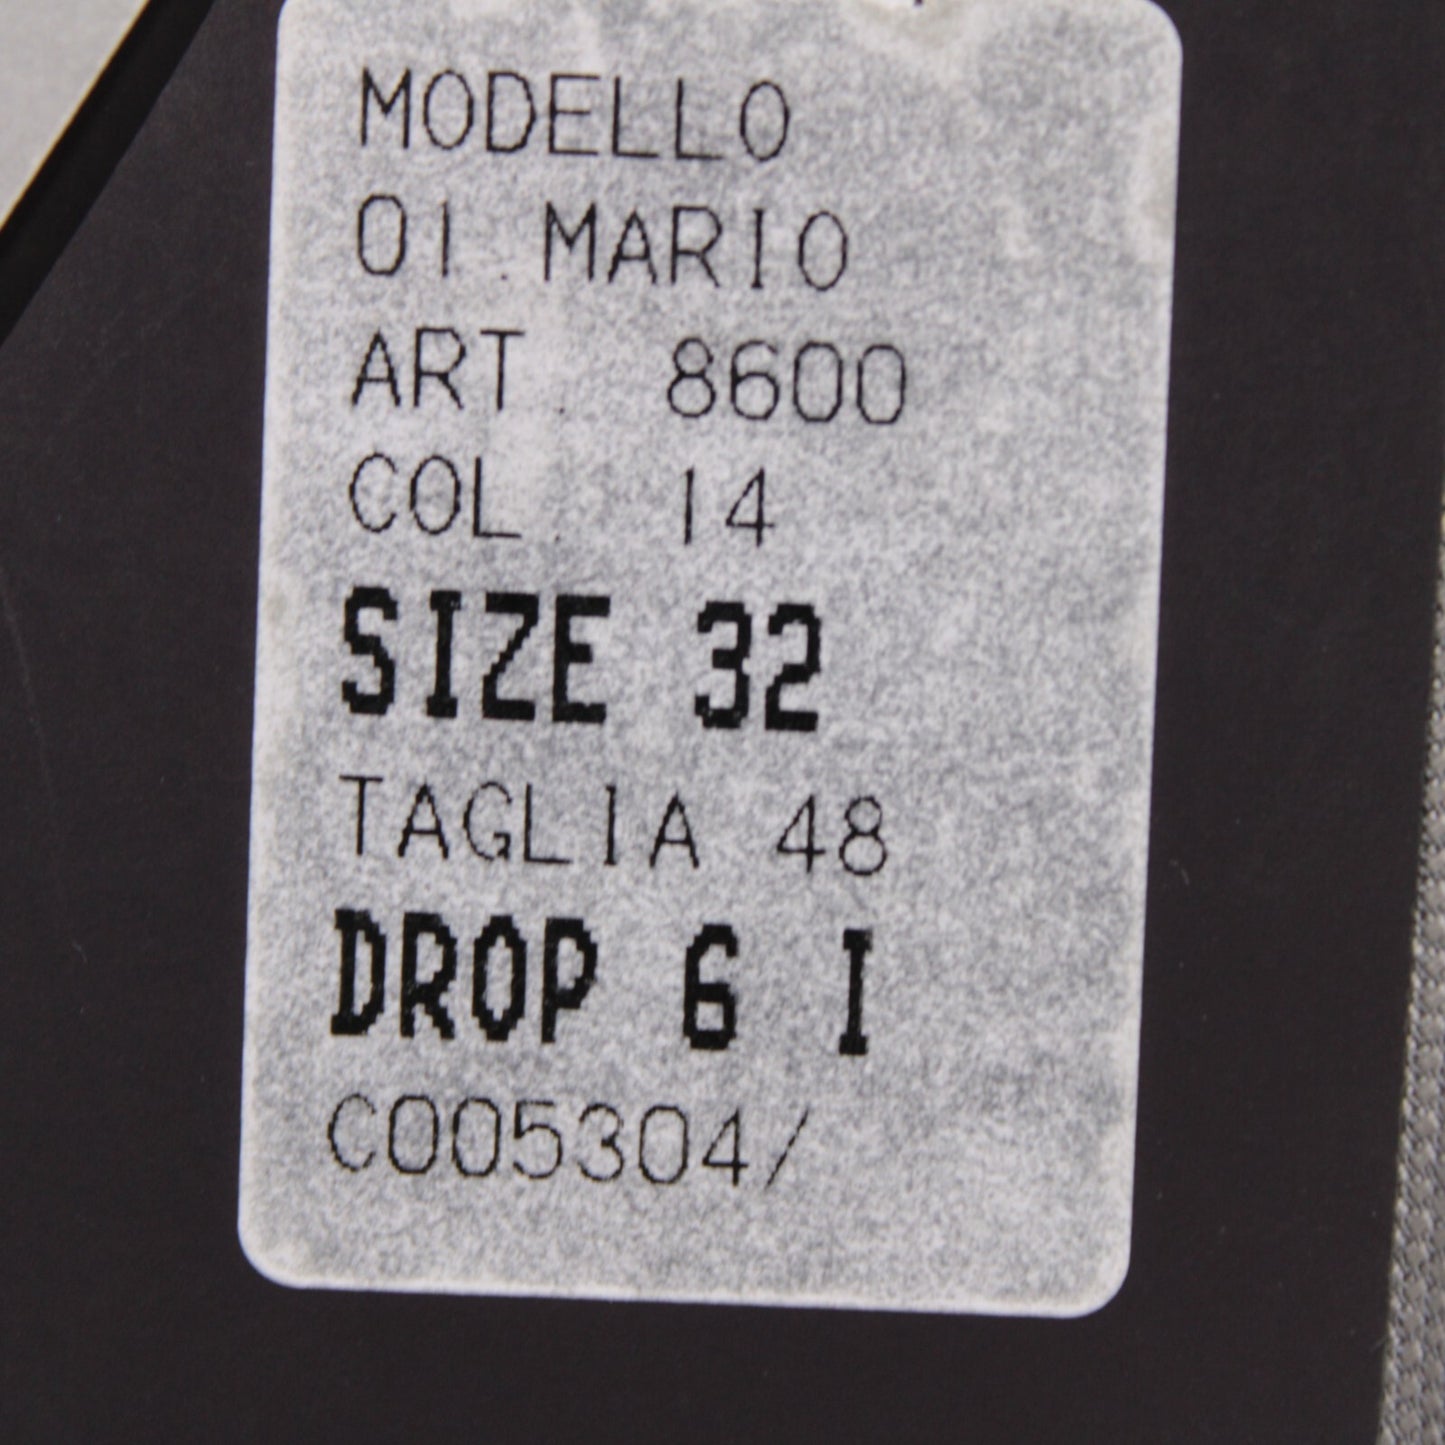 MODELLO
01 MARIO
ART 8600
COL 14
SIZE 32
TAGLIA 48
DROP 6 I
C005304/